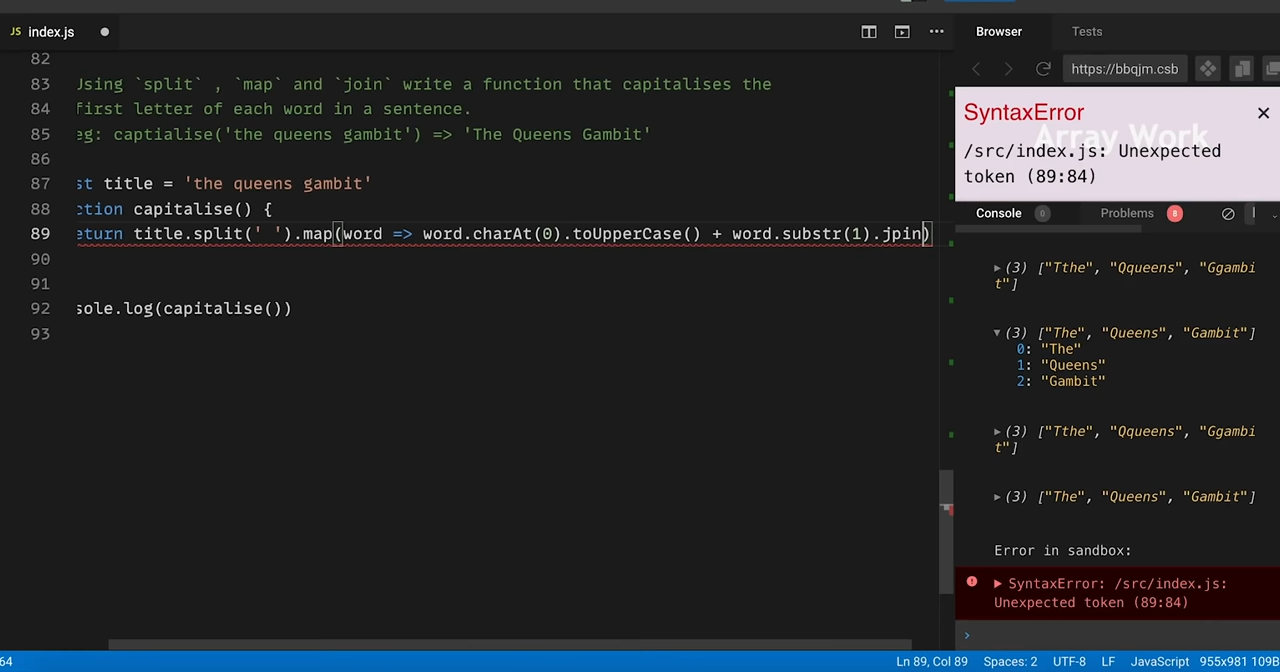 JS index.js
Browser
Tests
https://bbqjm.csb
82
83 Using `split` , `map` and `join` write a function that capitalises the
84 first letter of each word in a sentence.
85 eg: captialise('the queens gambit') => 'The Queens Gambit'
86
87 st title = 'the queens gambit'
88 ction capitalise() {
89 eturn title.split(' ').map(word => word.charAt(0).toUpperCase() + word.substr(1).jpin)
90
91
92 sole.log(capitalise())
93
SyntaxError
Array Work
/src/index.js: Unexpected
token (89:84)
Console 0 Problems 8
(3) ["Tthe", "Qqueens", "Ggambi
t"]
(3) ["The", "Queens", "Gambit"]
0: "The"
1: "Queens"
2: "Gambit"
(3) ["Tthe", "Qqueens", "Ggambi
t"]
(3) ["The", "Queens", "Gambit"]
Error in sandbox:
SyntaxError: /src/index.js:
Unexpected token (89:84)
64
Ln 89, Col 89 Spaces: 2 UTF-8 LF JavaScript 955x981 109B